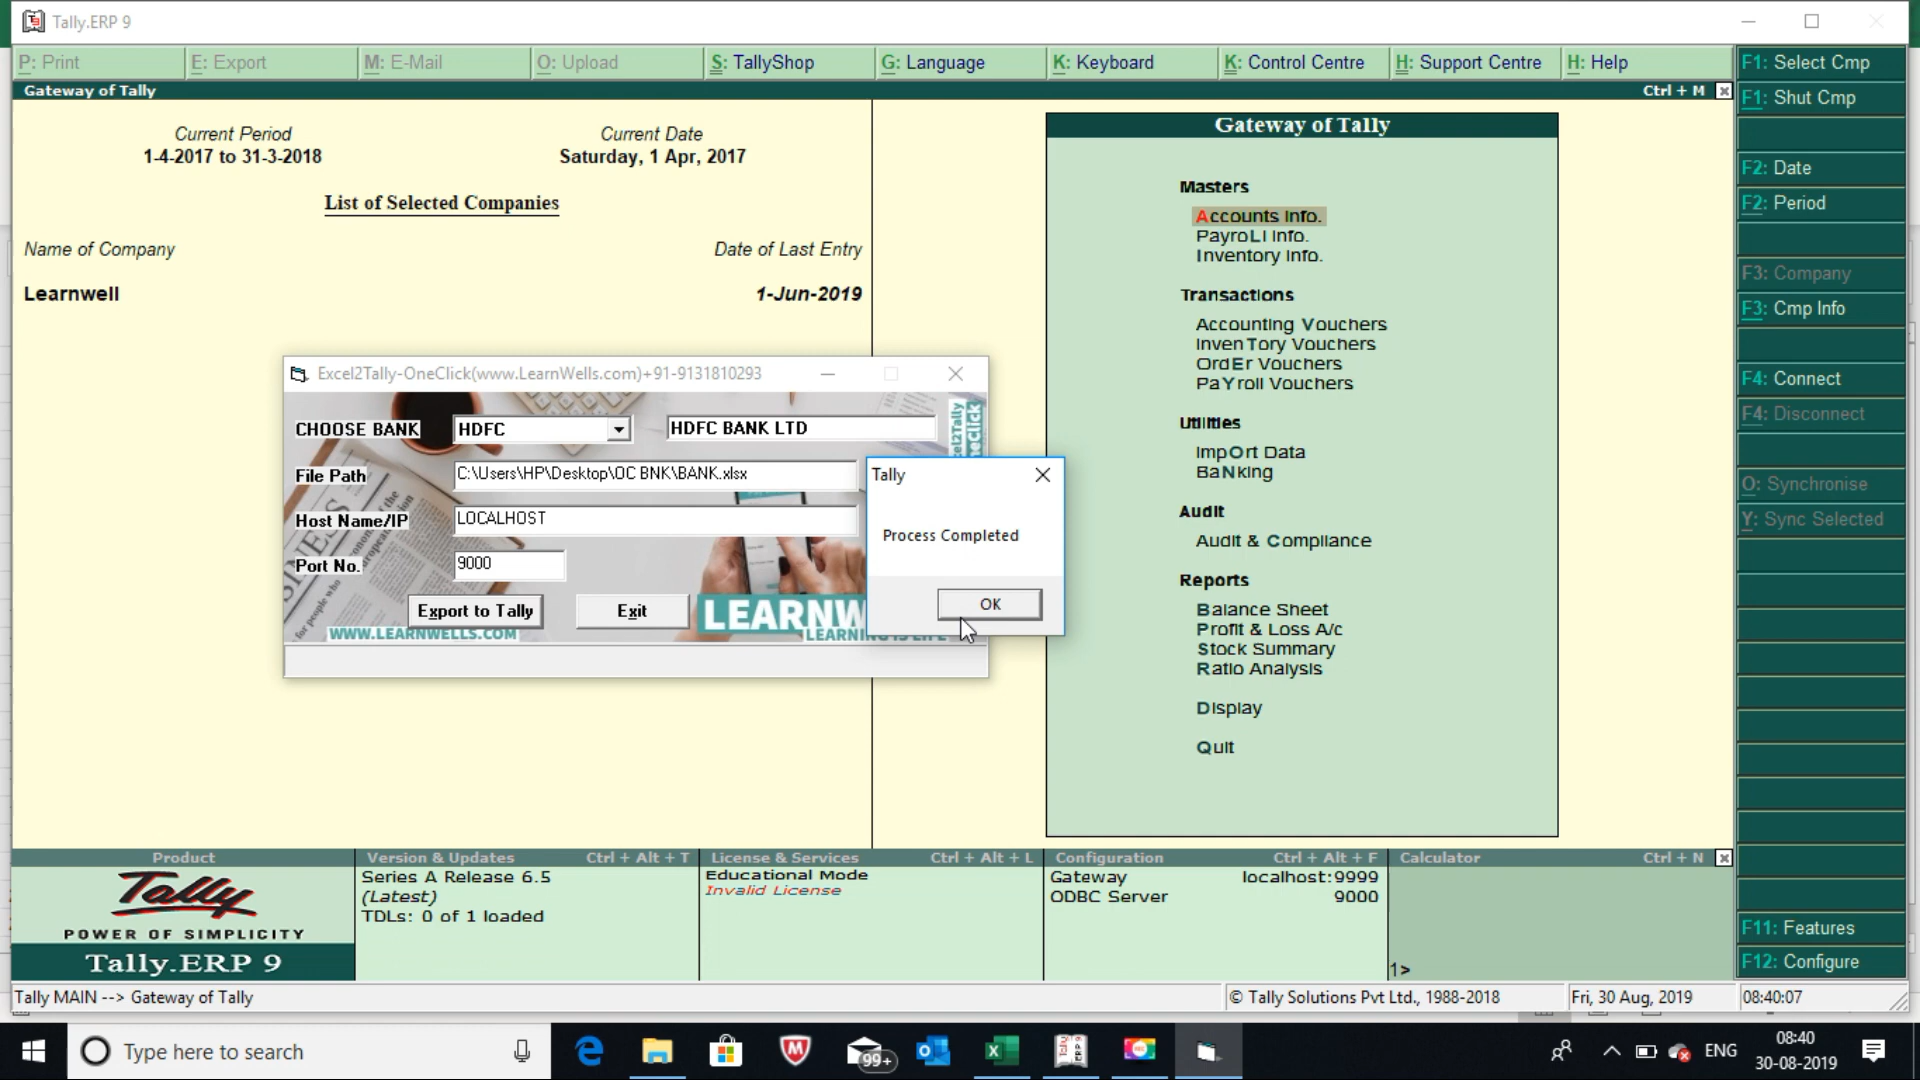 Tally.ERP 9
P: Print
E: Export
M: E-Mail
O: Upload
S: TallyShop
G: Language
K: Keyboard
K: Control Centre
H: Support Centre
H: Help
Gateway of Tally
Ctrl + M
Current Period
1-4-2017 to 31-3-2018
Current Date
Saturday, 1 Apr, 2017
List of Selected Companies
Name of Company
Date of Last Entry
Learnwell
1-Jun-2019
Excel2Tally-OneClick(www.LearnWells.com)+91-9131810293
CHOOSE BANK
HDFC
HDFC BANK LTD
File Path
C:\Users\HP\Desktop\OC BNK\BANK.xlsx
Host Name/IP
LOCALHOST
Port No.
9000
Export to Tally
Exit
WWW.LEARNWELLS.COM
Tally
Process Completed
OK
Gateway of Tally
Masters
Accounts Info.
PayroLl Info.
Inventory Info.
Transactions
Accounting Vouchers
InvenTory Vouchers
OrdEr Vouchers
PaYroll Vouchers
Utilities
ImpOrt Data
BaNking
Audit
Audit & Compliance
Reports
Balance Sheet
Profit & Loss A/c
Stock Summary
Ratio Analysis
Display
Quit
F1: Select Cmp
F1: Shut Cmp
F2: Date
F2: Period
F3: Company
F3: Cmp Info
F4: Connect
F4: Disconnect
O: Synchronise
Y: Sync Selected
F11: Features
F12: Configure
Product
Tally
POWER OF SIMPLICITY
Tally.ERP 9
Version & Updates Ctrl + Alt + T
Series A Release 6.5
(Latest)
TDLs: 0 of 1 loaded
License & Services Ctrl + Alt + L
Educational Mode
Invalid License
Configuration Ctrl + Alt + F
Gateway localhost:9999
ODBC Server 9000
Calculator Ctrl + N
1>
Tally MAIN --> Gateway of Tally
© Tally Solutions Pvt Ltd., 1988-2018
Fri, 30 Aug, 2019
08:40:07
Type here to search
99+
ENG
08:40
30-08-2019